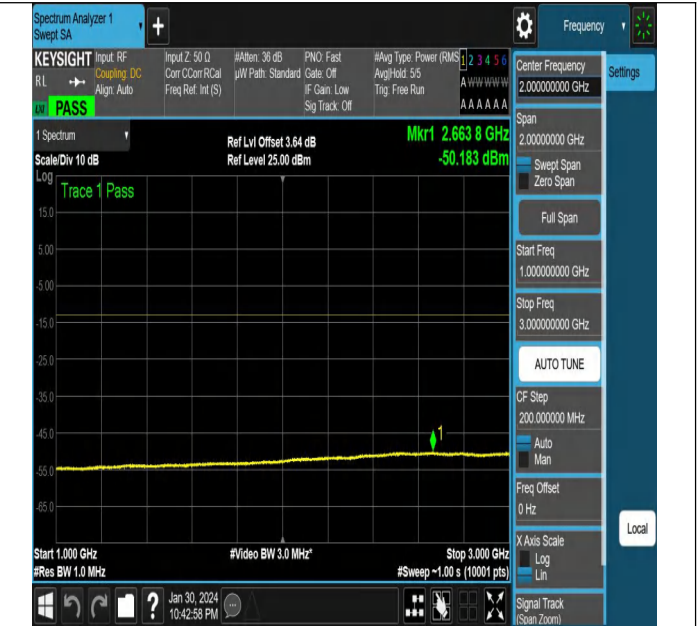 Spectrum Analyzer 1
Swept SA
+
Frequency
KEYSIGHT
RL
LXI PASS
Input: RF
Coupling: DC
Align: Auto
Input Z: 50 Ω
Corr CCorr RCal
Freq Ref: Int (S)
#Atten: 36 dB
µW Path: Standard
PNO: Fast
Gate: Off
IF Gain: Low
Sig Track: Off
#Avg Type: Power (RMS
Avg|Hold: 5/5
Trig: Free Run
1 2 3 4 5 6
A W W W W W
A A A A A A
1 Spectrum
Scale/Div 10 dB
Ref Lvl Offset 3.64 dB
Ref Level 25.00 dBm
Mkr1 2.663 8 GHz
-50.183 dBm
Log
Trace 1 Pass
15.0
5.00
-5.00
-15.0
-25.0
-35.0
-45.0
-55.0
-65.0
1
Start 1.000 GHz
#Res BW 1.0 MHz
#Video BW 3.0 MHz*
Stop 3.000 GHz
#Sweep ~1.00 s (10001 pts)
?
Jan 30, 2024
10:42:58 PM
Center Frequency
2.000000000 GHz
Span
2.00000000 GHz
Swept Span
Zero Span
Full Span
Start Freq
1.000000000 GHz
Stop Freq
3.000000000 GHz
AUTO TUNE
CF Step
200.000000 MHz
Auto
Man
Freq Offset
0 Hz
X Axis Scale
Log
Lin
Signal Track
(Span Zoom)
Settings
Local